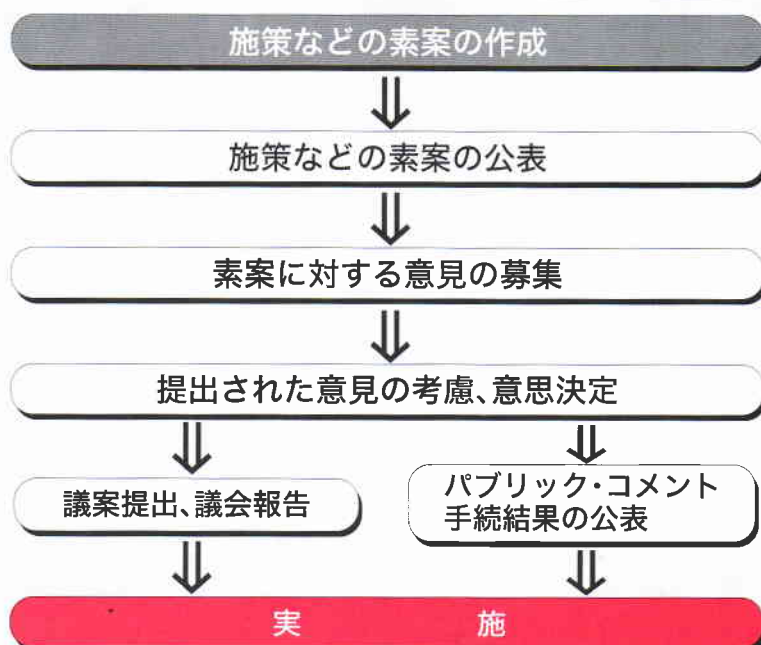 施策などの素案の作成
施策などの素案の公表
素案に対する意見の募集
提出された意見の考慮、意思決定
議案提出、議会報告
パブリック・コメント
手続結果の公表
実施